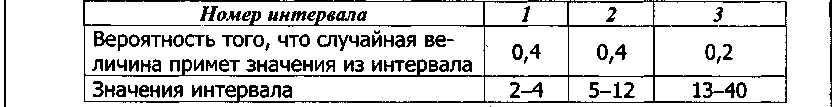 Номер интервала 1 2 3
Вероятность того, что случайная ве-
личина примет значения из интервала 0,4 0,4 0,2
Значения интервала 2–4 5–12 13–40